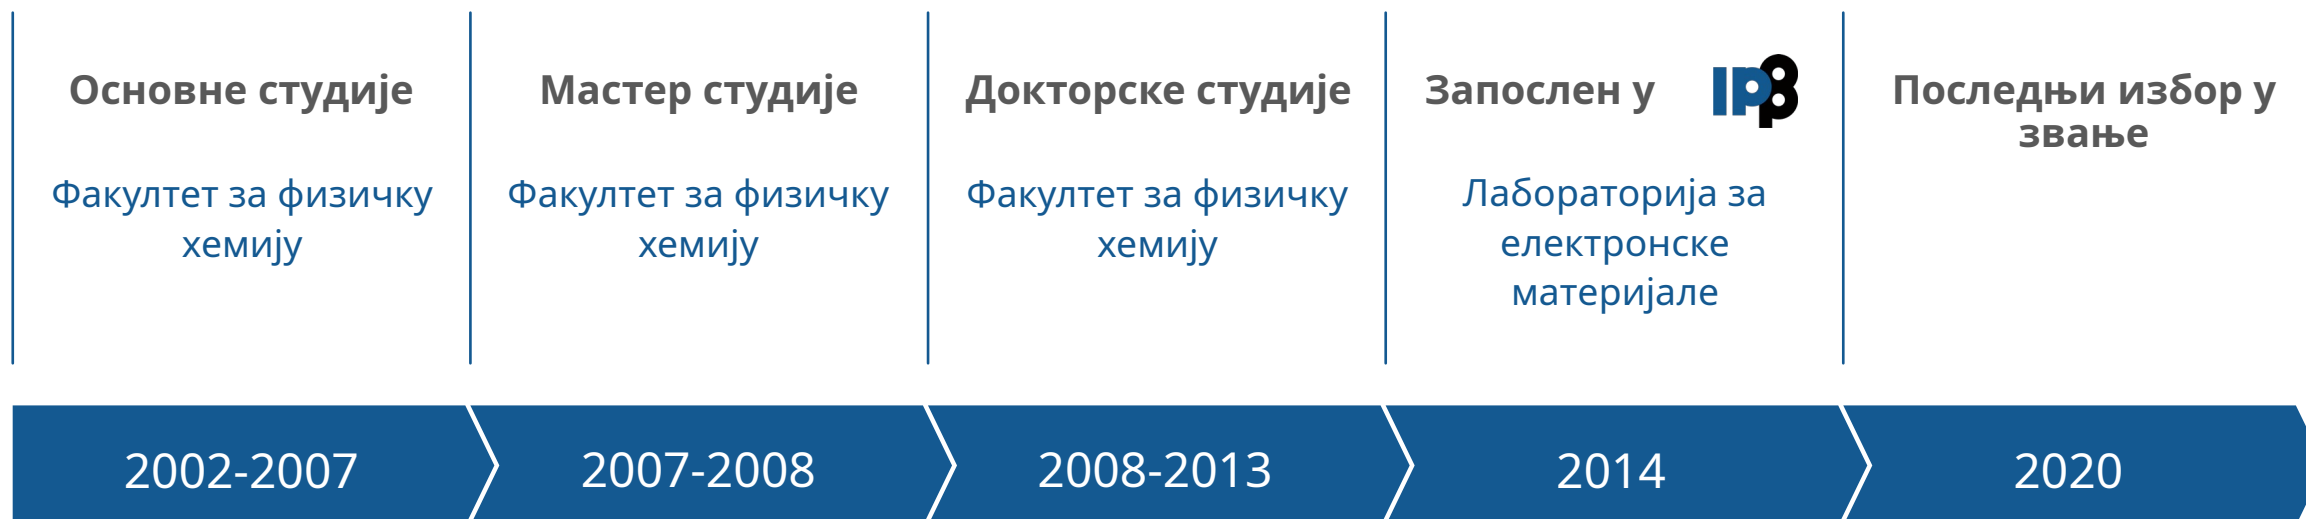 Основне студије
Факултет за физичку
хемију
Мастер студије
Факултет за физичку
хемију
Докторске студије
Факултет за физичку
хемију
Запослен у
IPB
Лабораторија за
електронске
материјале
Последњи избор у
звање
2002-2007
2007-2008
2008-2013
2014
2020